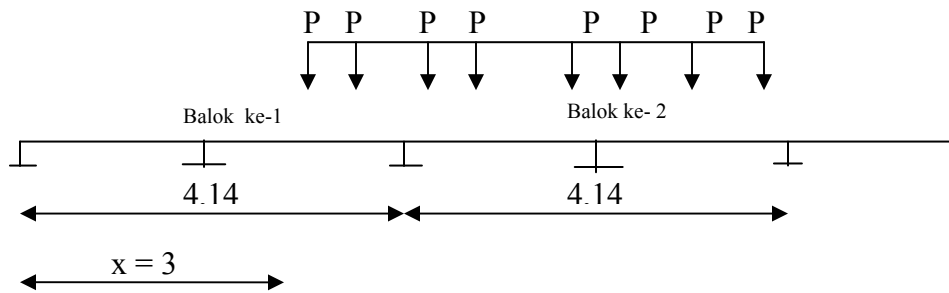 P P P P P P P P
Balok ke-1 Balok ke- 2
4.14 4.14
x = 3